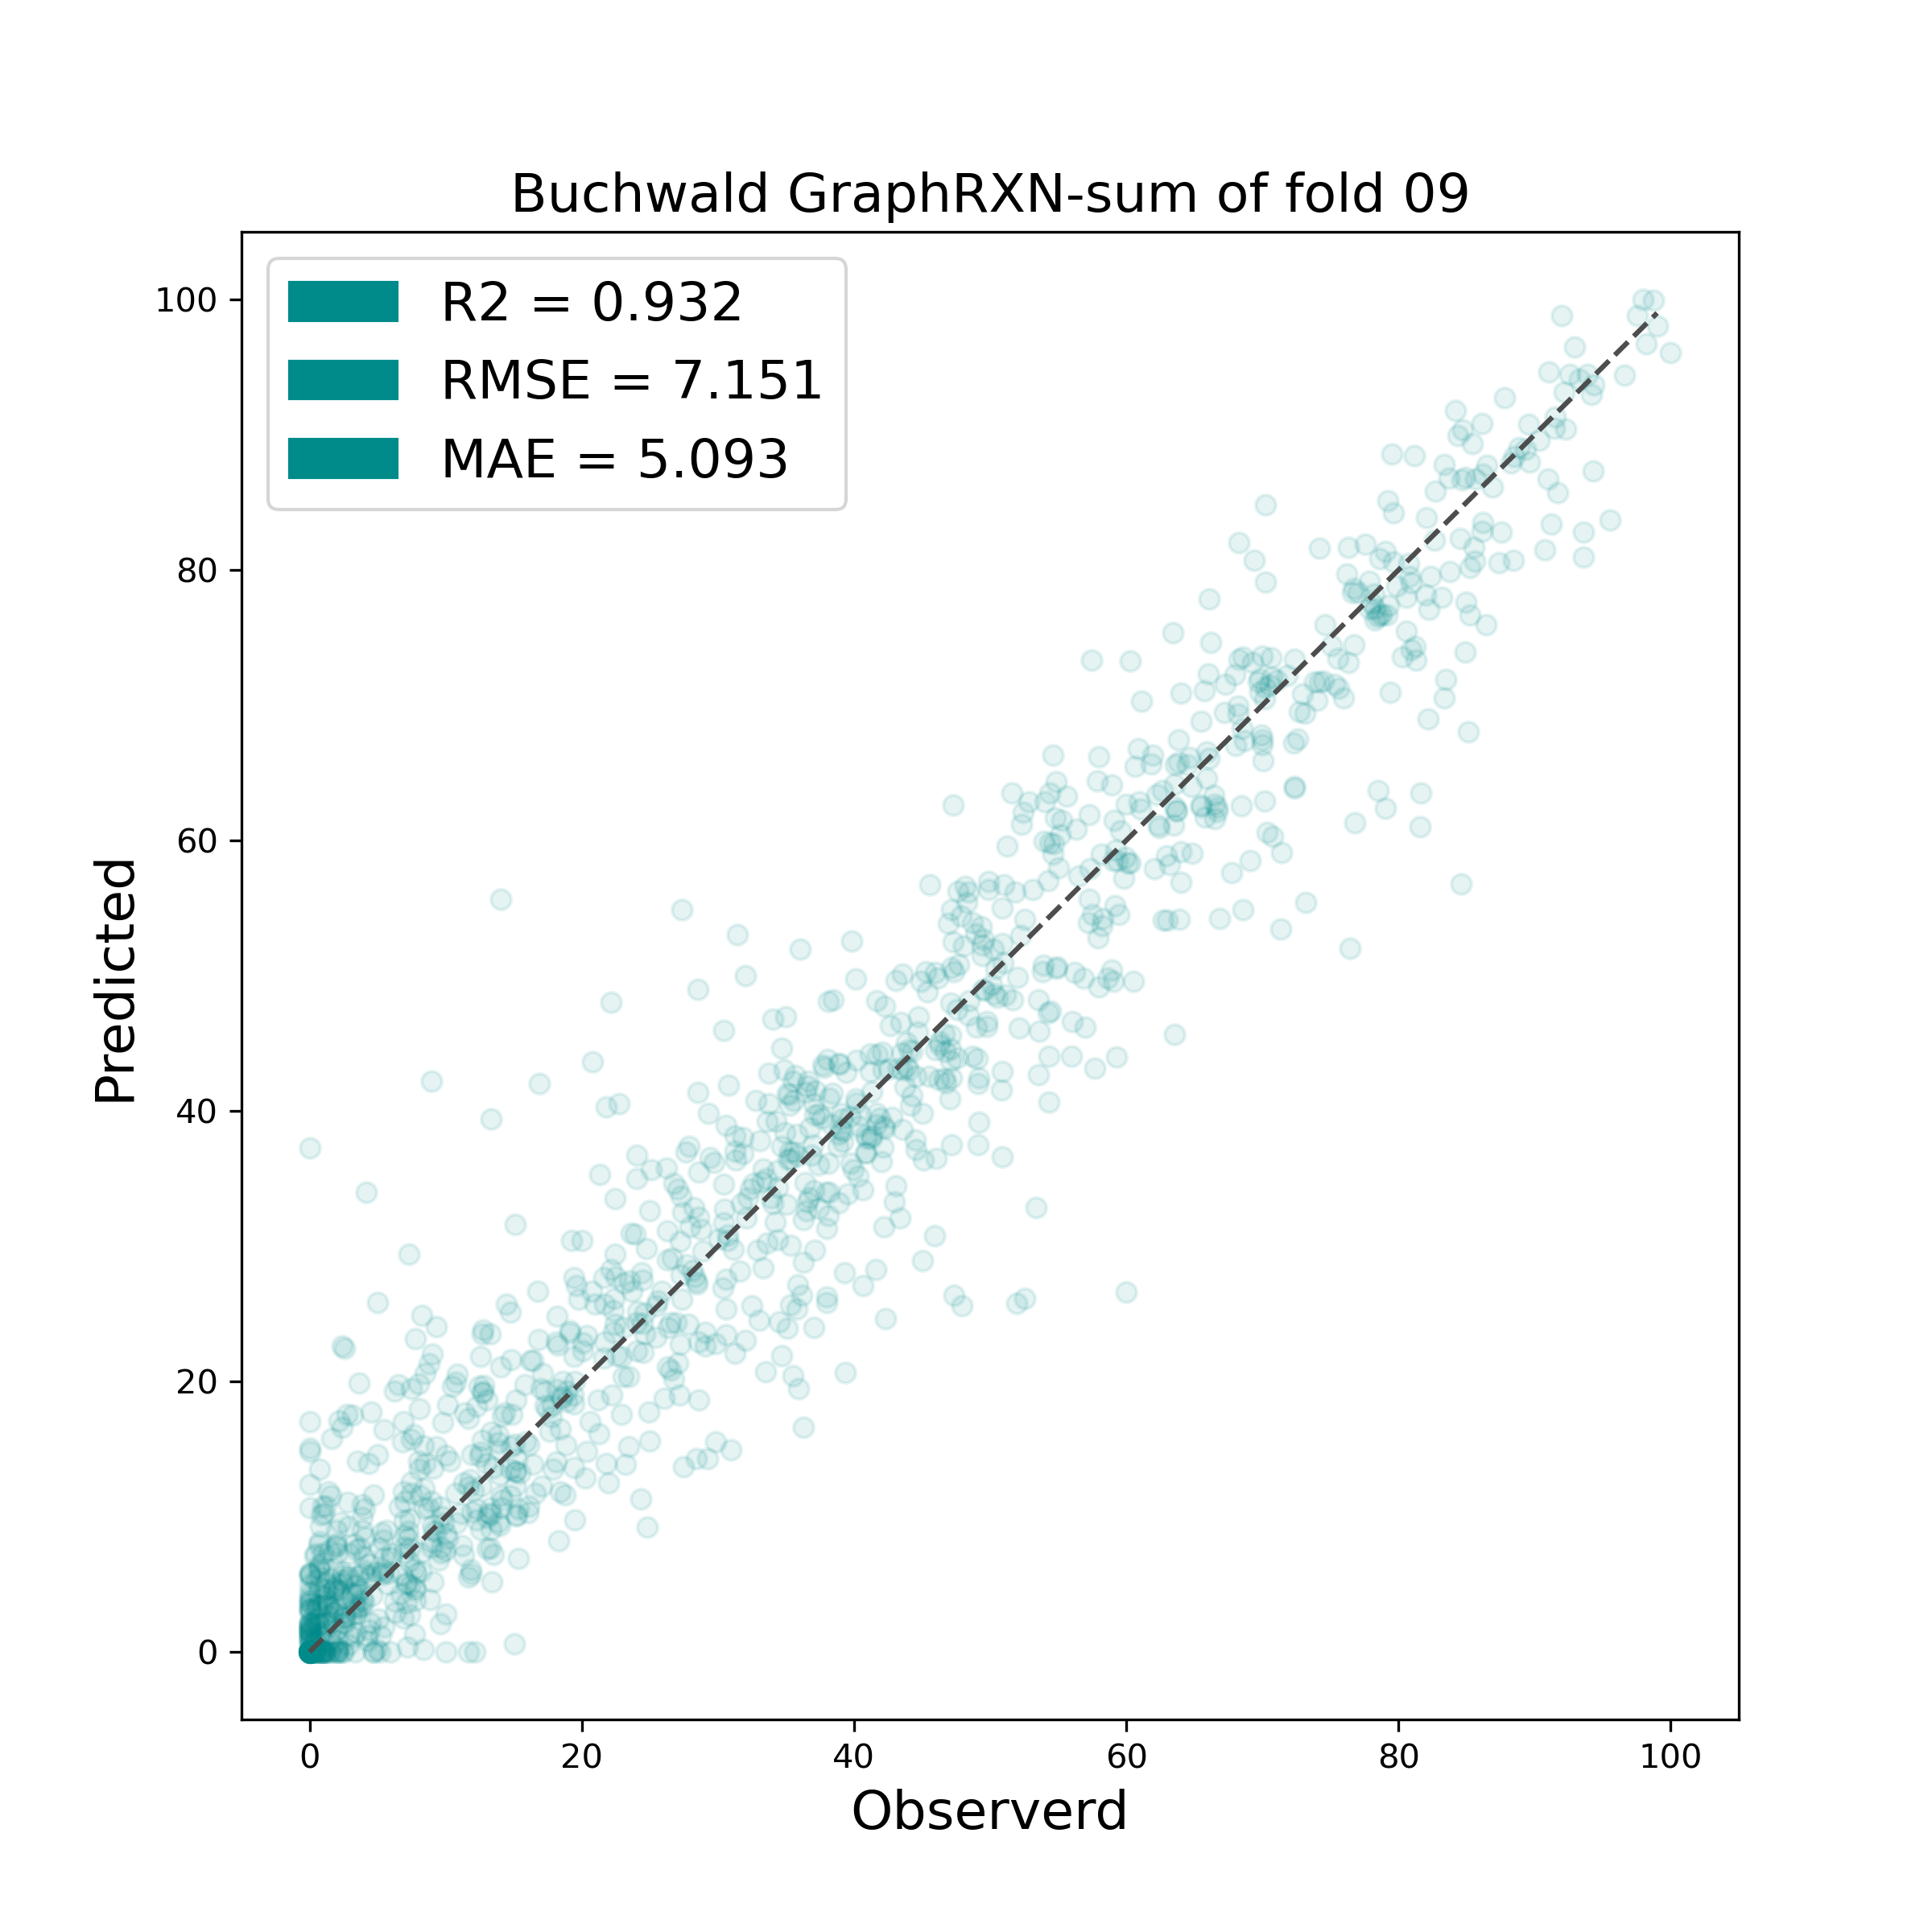 Buchwald GraphRXN-sum of fold 09
R2 = 0.932
RMSE = 7.151
MAE = 5.093
100
80
60
40
20
0
Predicted
0 20 40 60 80 100
Observerd